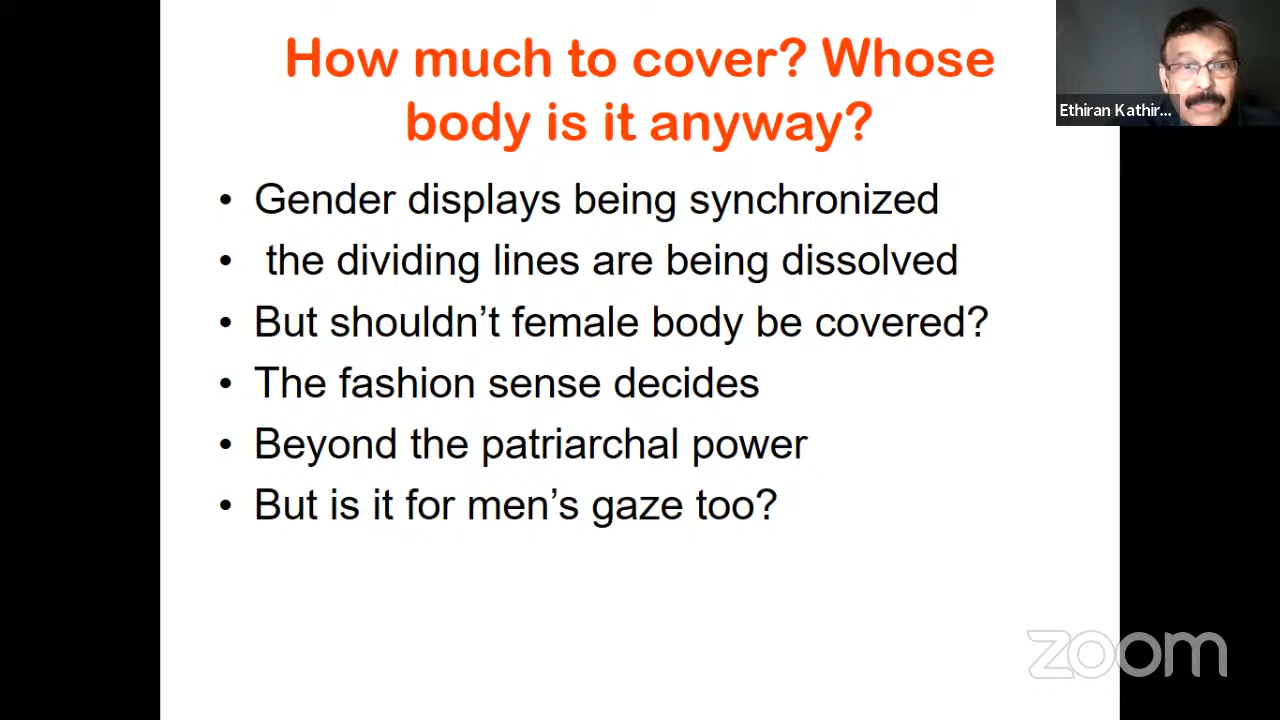 How much to cover? Whose
body is it anyway?
Ethiran Kathir...
• Gender displays being synchronized
• the dividing lines are being dissolved
• But shouldn’t female body be covered?
• The fashion sense decides
• Beyond the patriarchal power
• But is it for men’s gaze too?
zoom